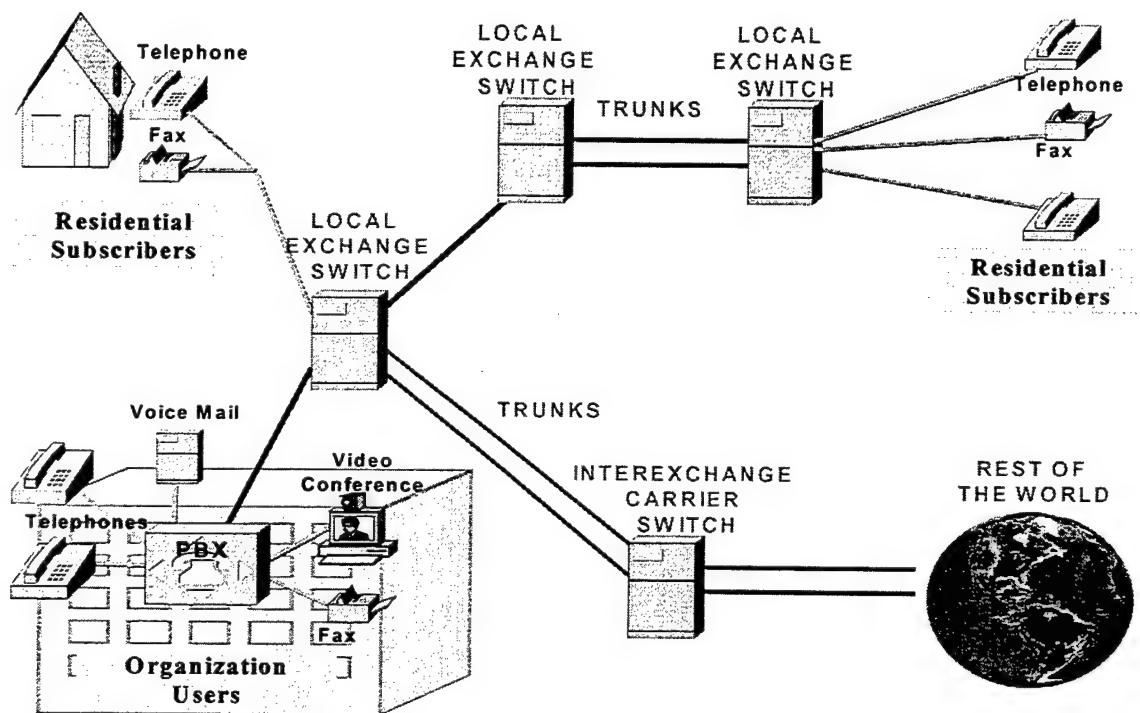 Telephone
Fax
Residential
Subscribers
LOCAL
EXCHANGE
SWITCH
LOCAL
EXCHANGE
SWITCH
TRUNKS
LOCAL
EXCHANGE
SWITCH
Telephone
Fax
Residential
Subscribers
TRUNKS
Voice Mail
Video
Conference
Telephones
PBX
Fax
Organization
Users
INTEREXCHANGE
CARRIER
SWITCH
REST OF
THE WORLD